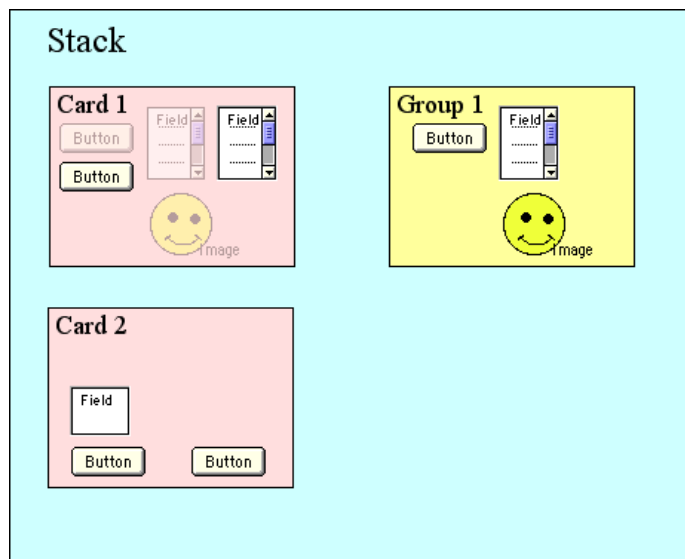 Stack
Card 1
Button
Button
Field
........
........
Field
........
........
Image
Group 1
Button
Field
........
........
Image
Card 2
Field
Button
Button